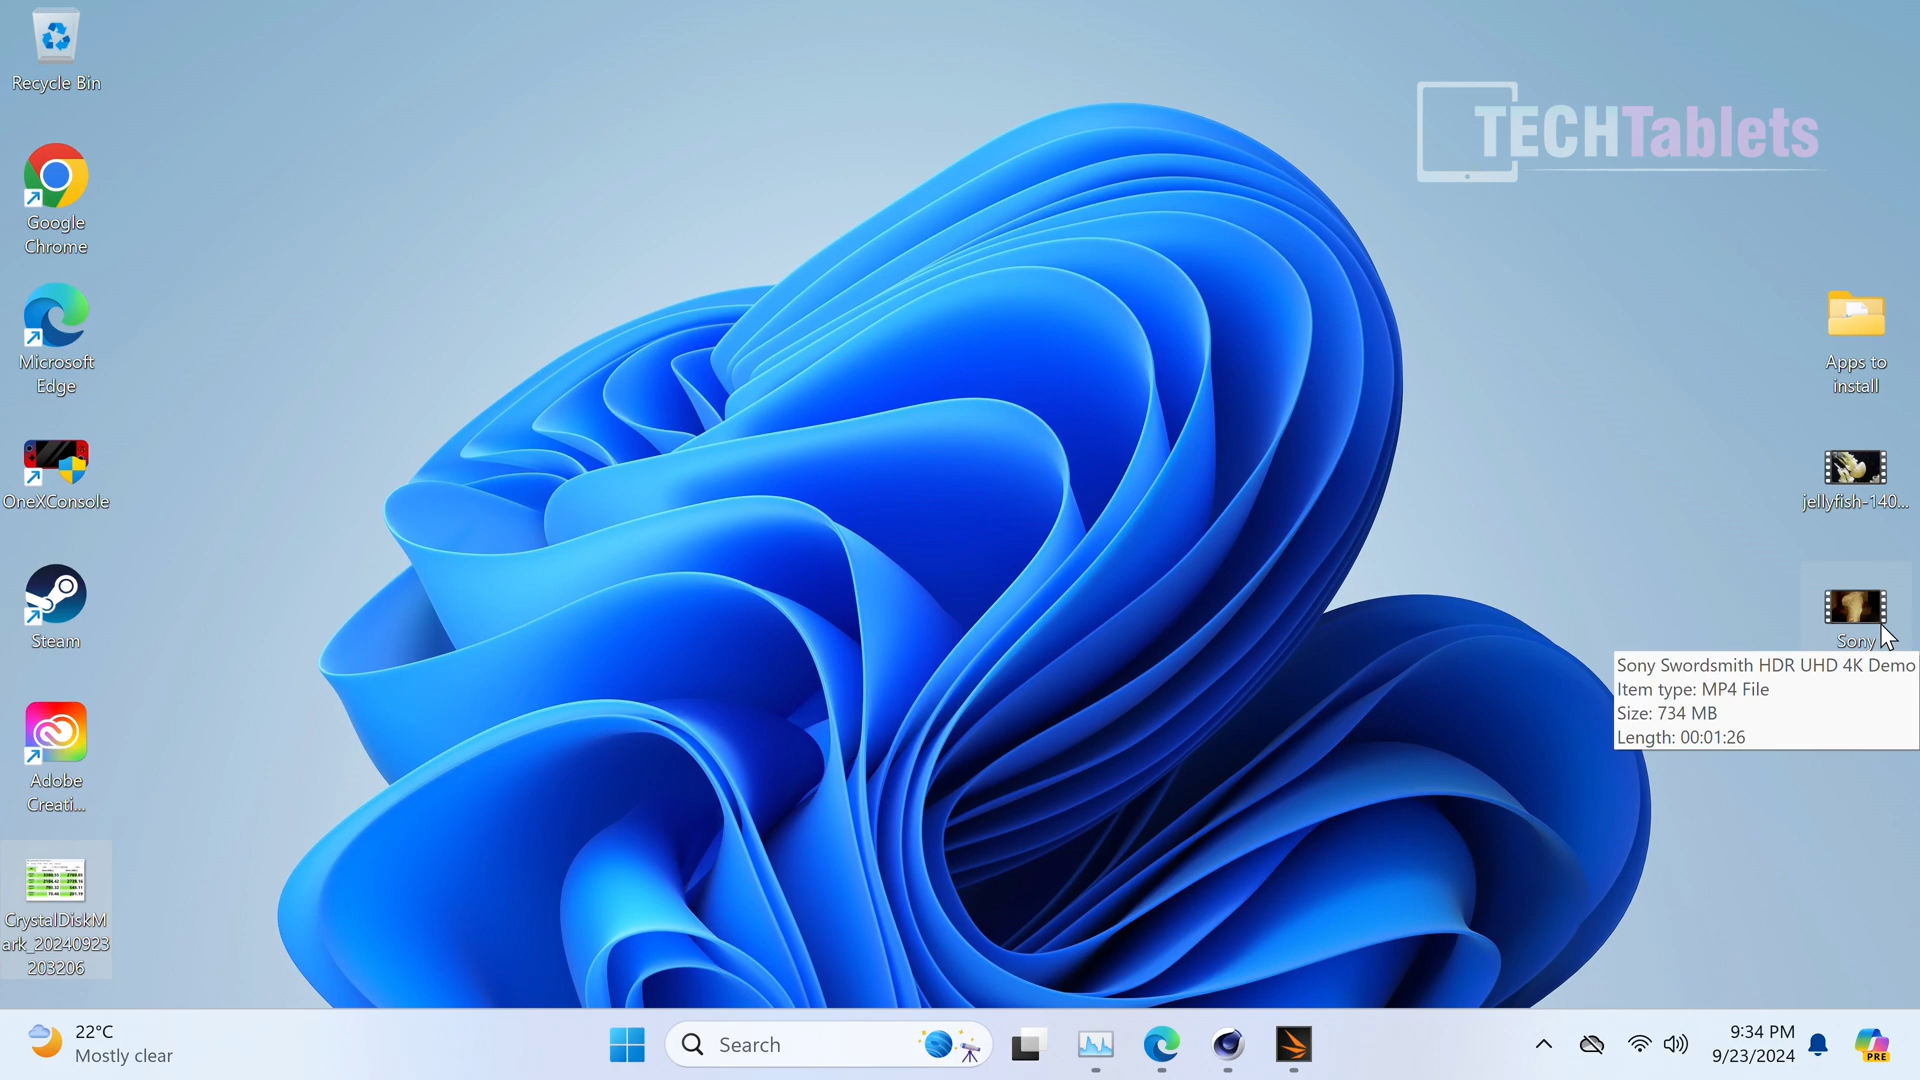 Recycle Bin
Google
Chrome
Microsoft
Edge
OneXConsole
Steam
Adobe
Creati...
CrystalDiskM
ark_20240923
203206
TECHTablets
Apps to
install
jellyfish-140...
Sony
Sony Swordsmith HDR UHD 4K Demo
Item type: MP4 File
Size: 734 MB
Length: 00:01:26
22°C
Mostly clear
Search
9:34 PM
9/23/2024
PRE